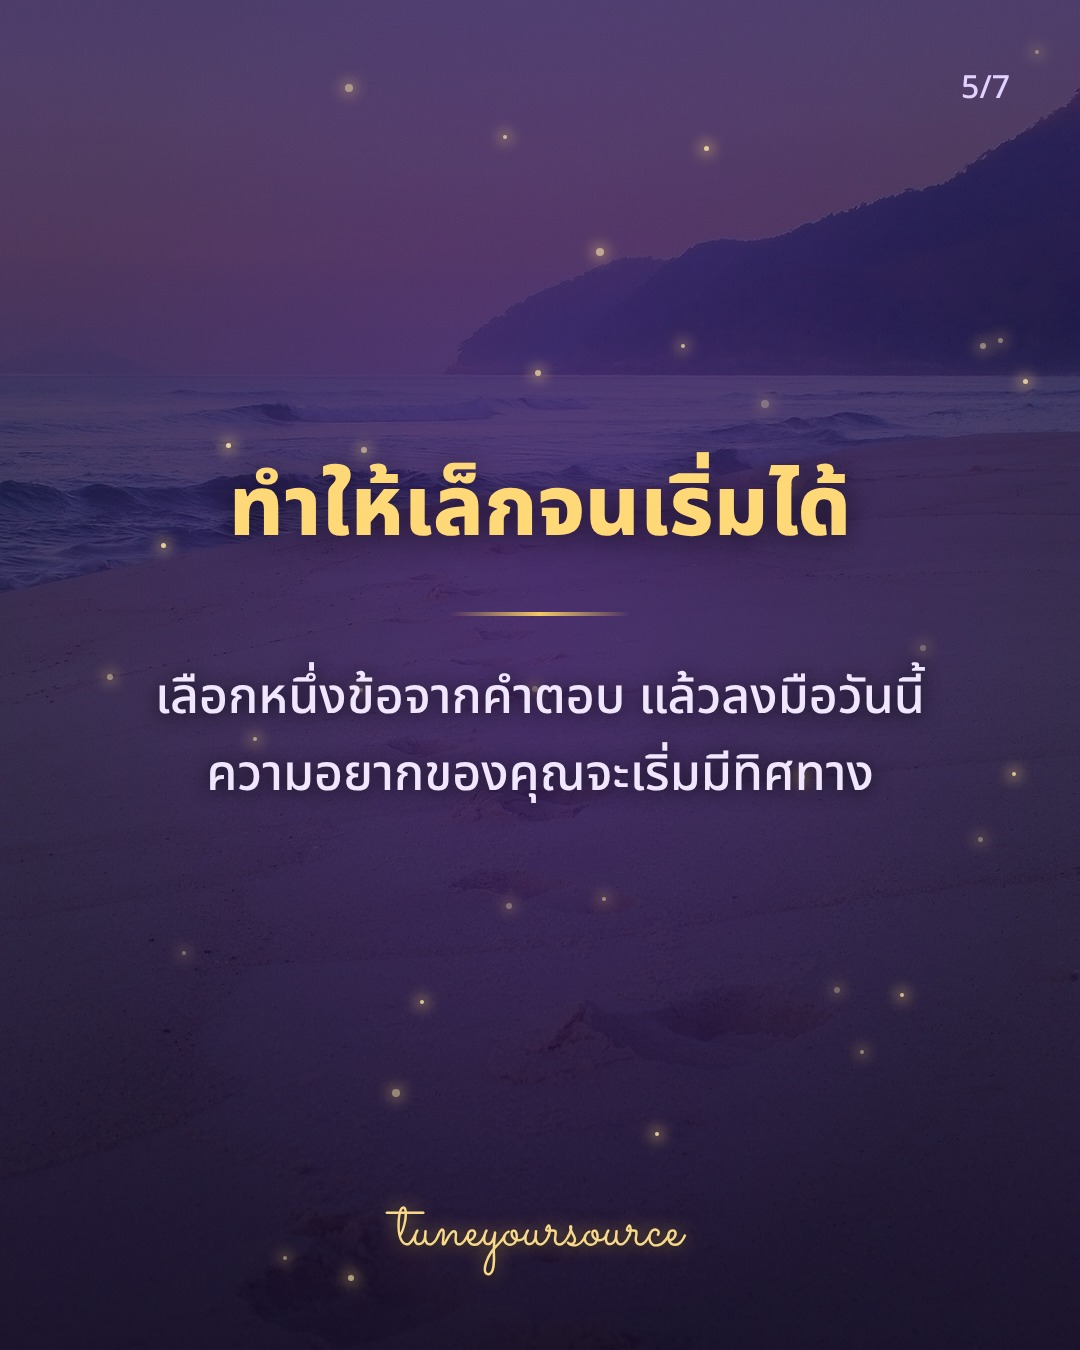 5/7
ทำให้เล็กจนเริ่มได้
เลือกหนึ่งข้อจากคำตอบ แล้วลงมือวันนี้
ความอยากของคุณจะเริ่มมีทิศทาง
tuneyoursource